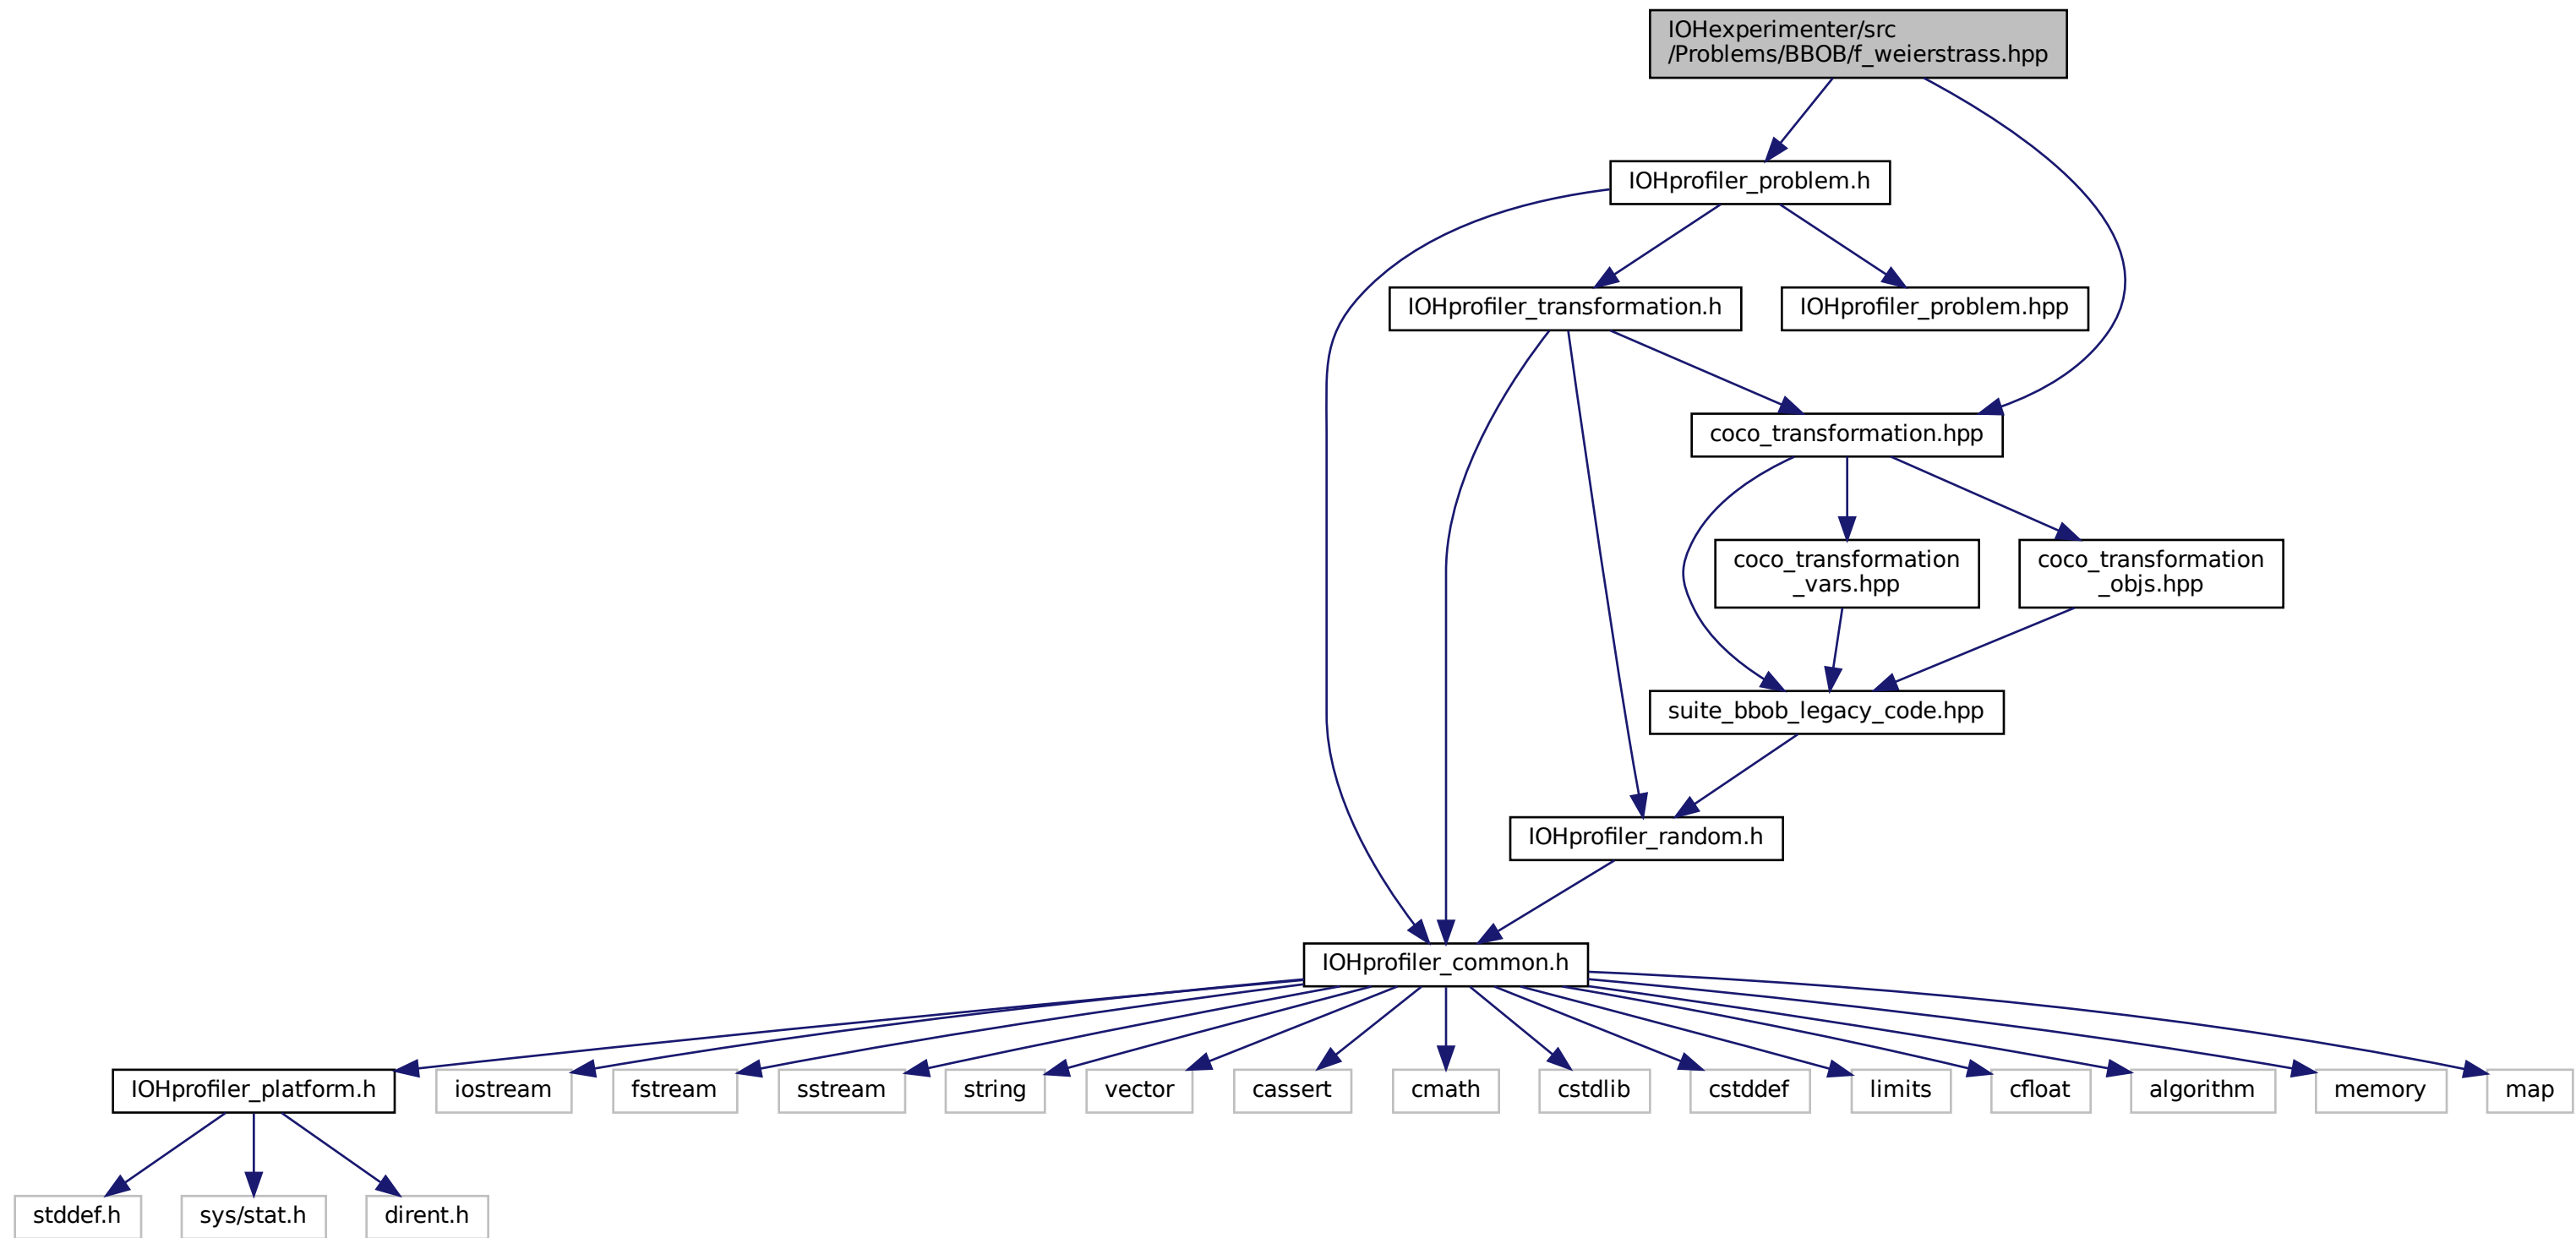 IOHexperimenter/src
/Problems/BBOB/f_weierstrass.hpp
IOHprofiler_problem.h
IOHprofiler_transformation.h
IOHprofiler_problem.hpp
coco_transformation.hpp
coco_transformation
_vars.hpp
coco_transformation
_objs.hpp
suite_bbob_legacy_code.hpp
IOHprofiler_random.h
IOHprofiler_common.h
IOHprofiler_platform.h
iostream
fstream
sstream
string
vector
cassert
cmath
cstdlib
cstddef
limits
cfloat
algorithm
memory
map
stddef.h
sys/stat.h
dirent.h